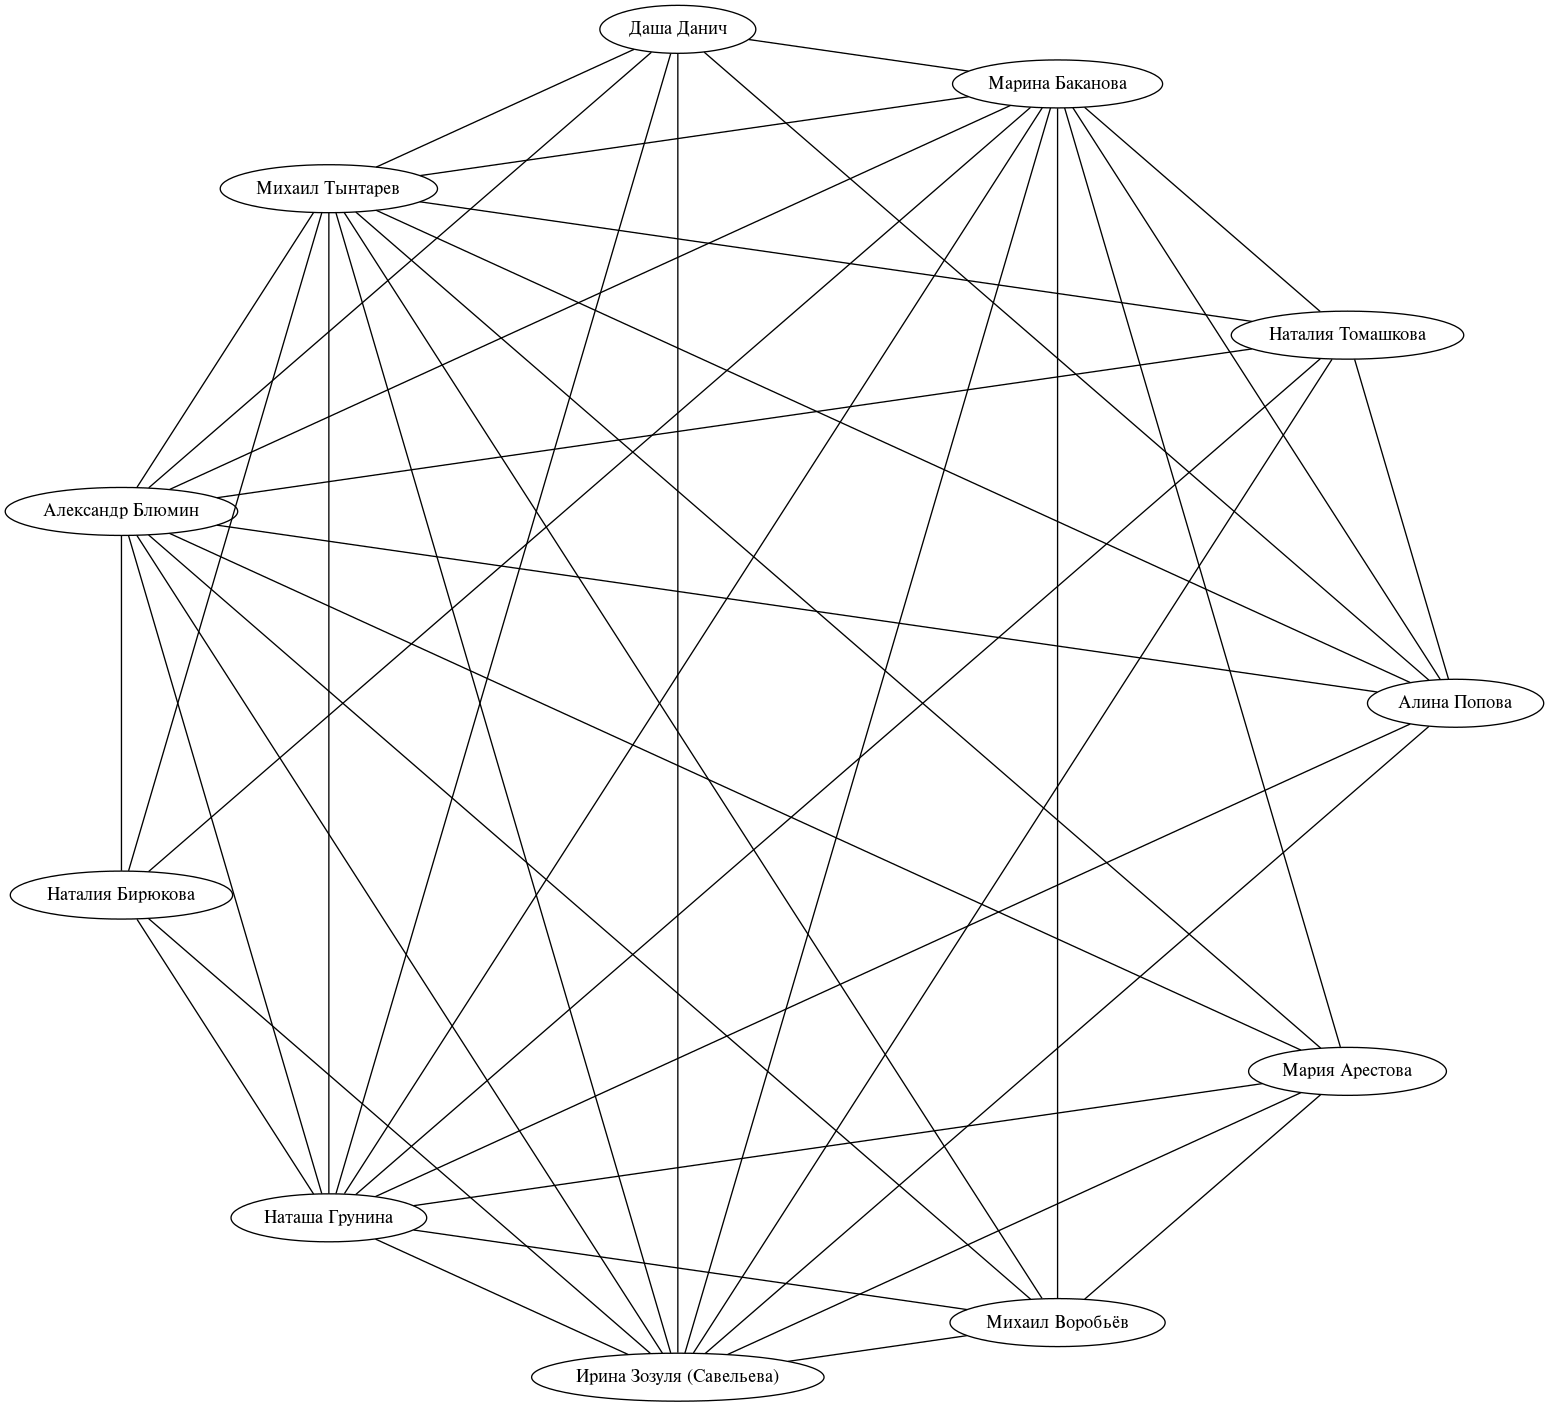 Даша Данич
Марина Баканова
Михаил Тынтарев
Наталия Томашкова
Александр Блюмин
Алина Попова
Наталия Бирюкова
Мария Арестова
Наташа Грунина
Михаил Воробьёв
Ирина Зозуля (Савельева)